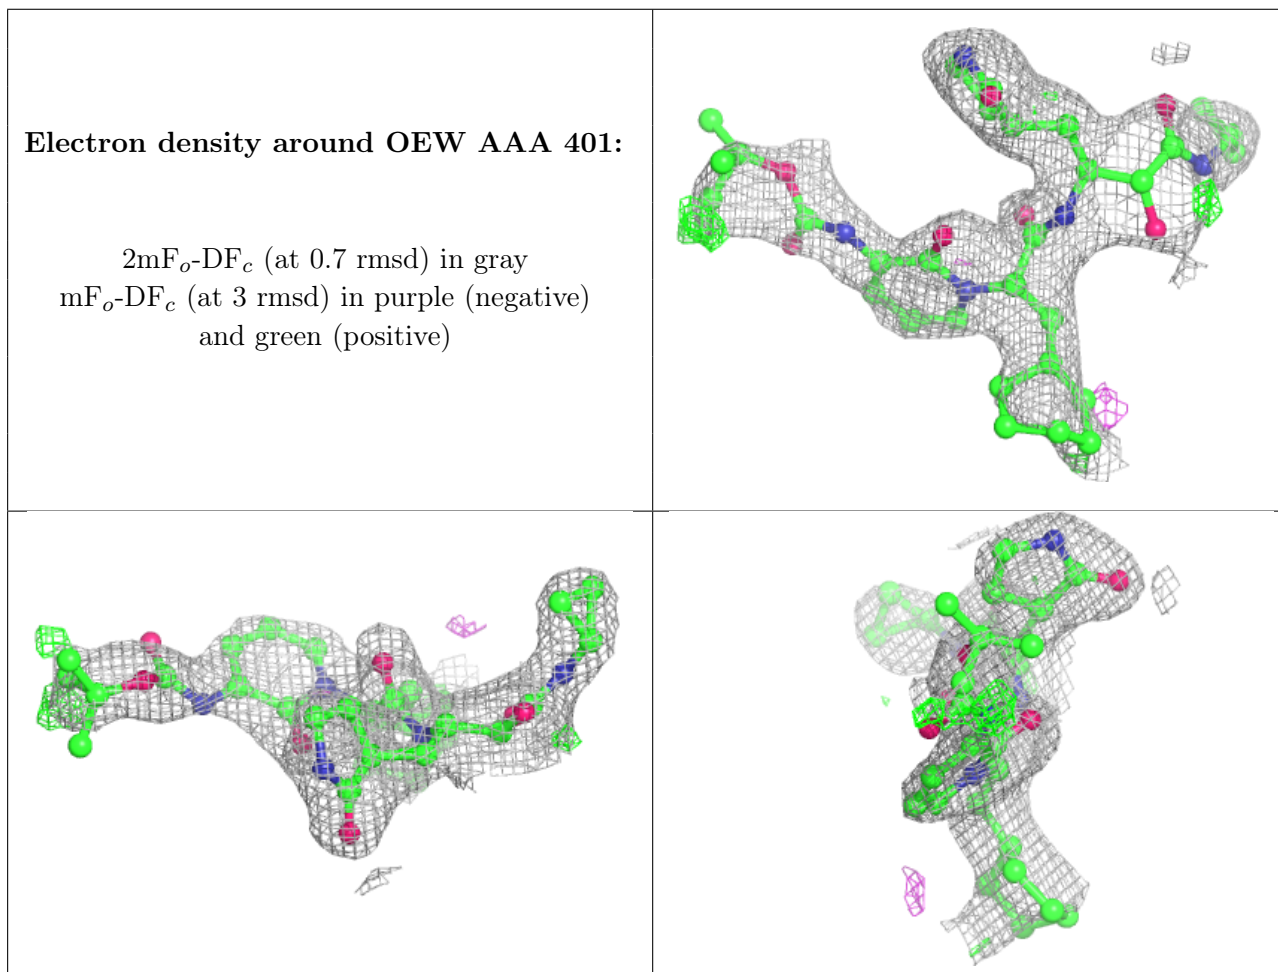 Electron density around OEW AAA 401:
2mFo-DFc (at 0.7 rmsd) in gray
mFo-DFc (at 3 rmsd) in purple (negative)
and green (positive)